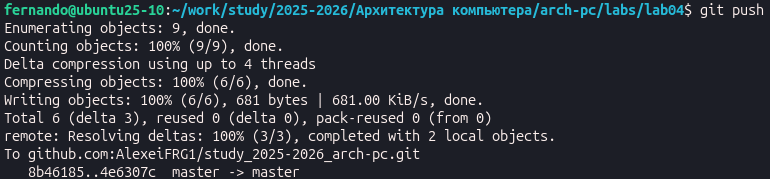 fernando@ubuntu25-10:~/work/study/2025-2026/Архитектура компьютера/arch-pc/labs/lab04$ git push
Enumerating objects: 9, done.
Counting objects: 100% (9/9), done.
Delta compression using up to 4 threads
Compressing objects: 100% (6/6), done.
Writing objects: 100% (6/6), 681 bytes | 681.00 KiB/s, done.
Total 6 (delta 3), reused 0 (delta 0), pack-reused 0 (from 0)
remote: Resolving deltas: 100% (3/3), completed with 2 local objects.
To github.com:AlexeiFRG1/study_2025-2026_arch-pc.git
   8b46185..4e6307c  master -> master